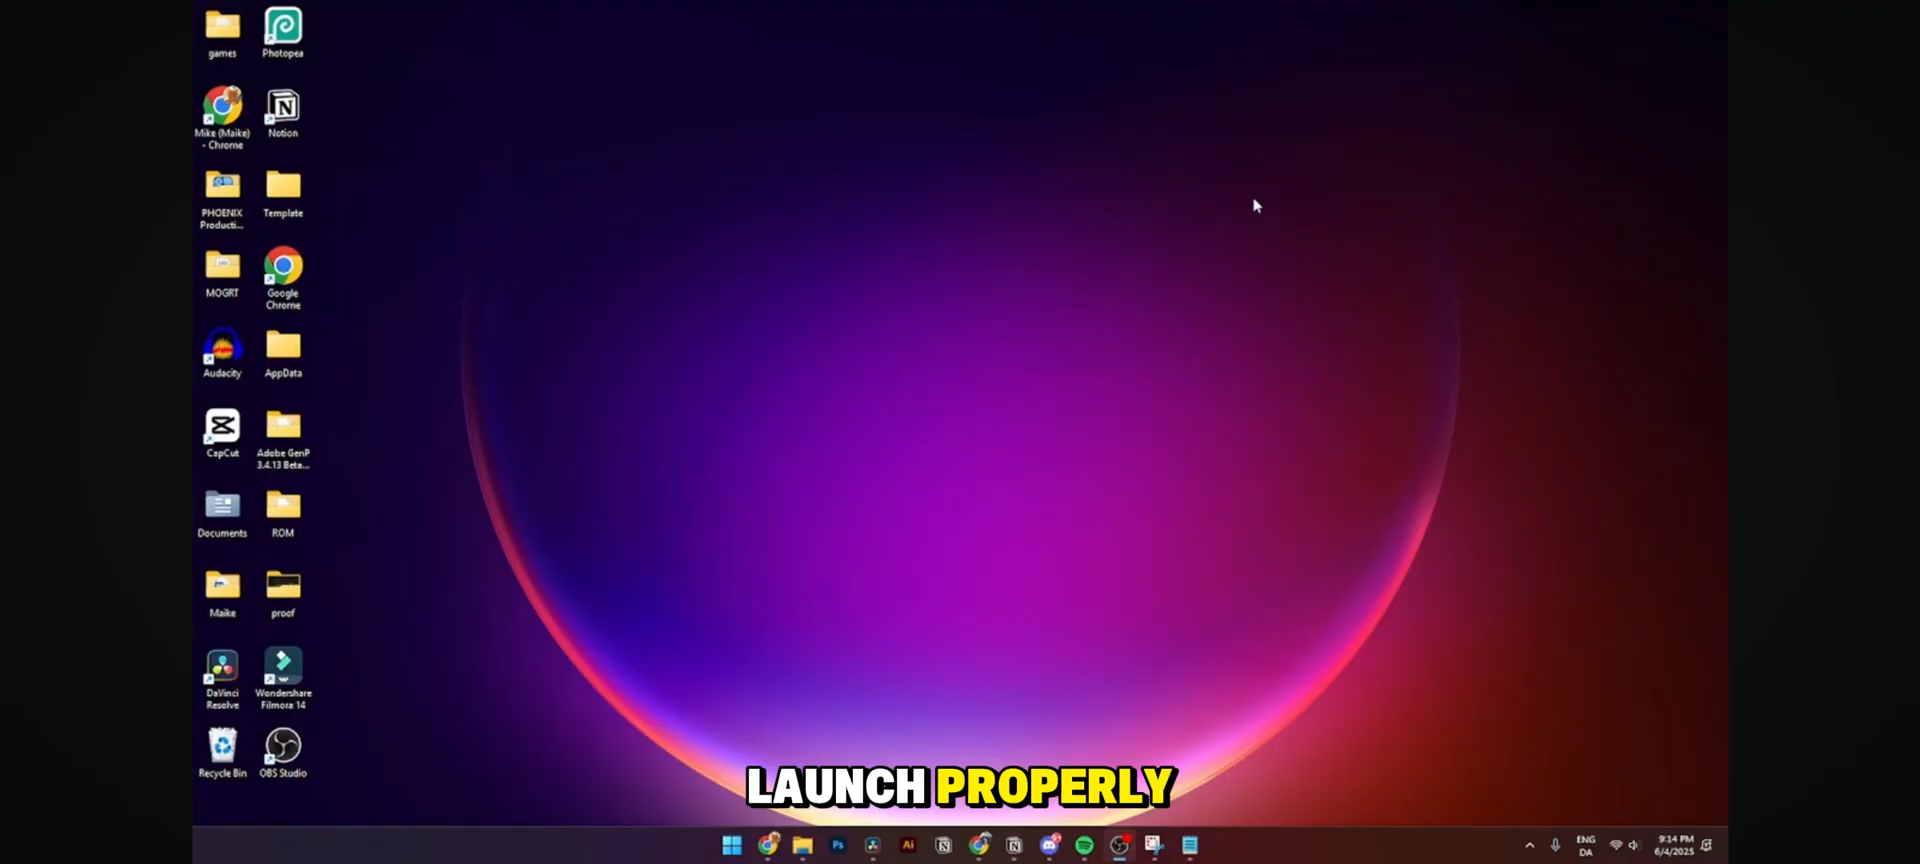 games
Photopea
Mike (Maike)
- Chrome
Notion
PHOENIX
Producti...
Template
MOGRT
Google
Chrome
Audacity
AppData
CapCut
Adobe GenP
3.4.13 Beta...
Documents
ROM
Maike
proof
DaVinci
Resolve
Wondershare
Filmora 14
Recycle Bin
OBS Studio
LAUNCH PROPERLY
Ps
Ai
ENG
DA
9:14 PM
6/4/2025